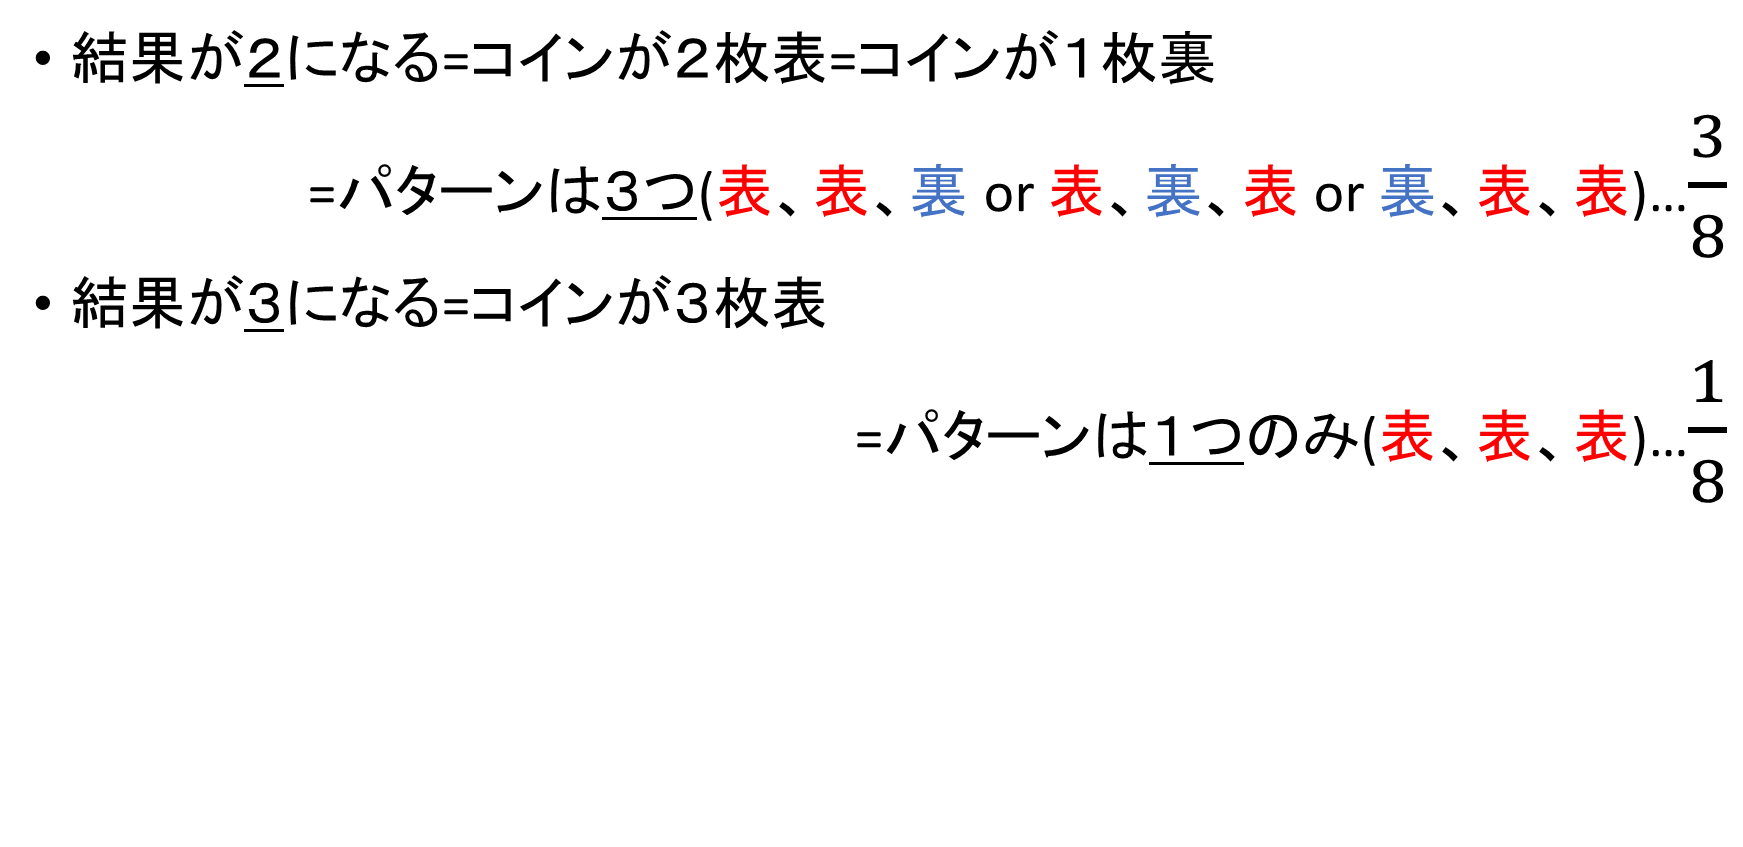 • 結果が２になる=コインが２枚表=コインが１枚裏
=パターンは３つ(表、表、裏 or 表、裏、表 or 裏、表、表)…3/8
• 結果が３になる=コインが３枚表
=パターンは１つのみ(表、表、表)…1/8